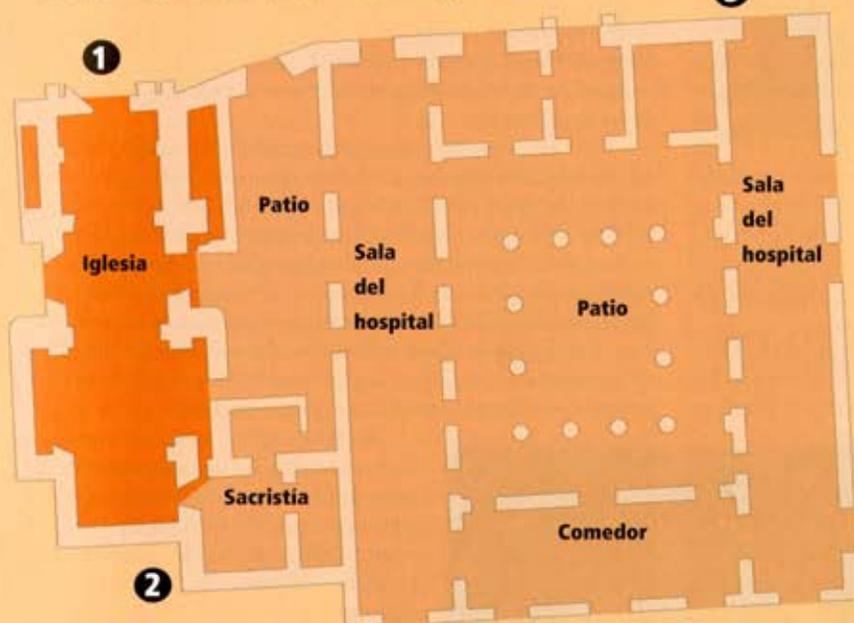 1
Patio
Sala
del
hospital
Iglesia
Sala
del
hospital
Patio
Sacristía
Comedor
2